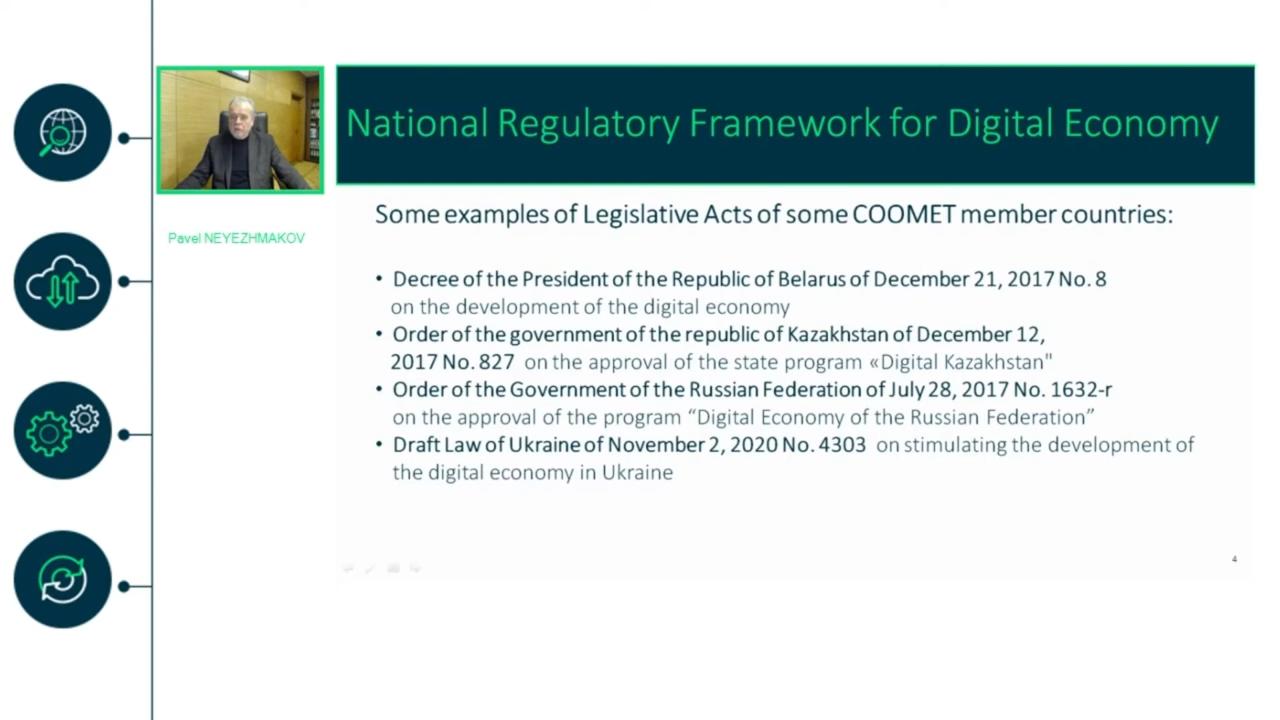 National Regulatory Framework for Digital Economy
Pavel NEYEZHMAKOV
Some examples of Legislative Acts of some COOMET member countries:
• Decree of the President of the Republic of Belarus of December 21, 2017 No. 8
on the development of the digital economy
• Order of the government of the republic of Kazakhstan of December 12,
2017 No. 827 on the approval of the state program «Digital Kazakhstan"
• Order of the Government of the Russian Federation of July 28, 2017 No. 1632-r
on the approval of the program “Digital Economy of the Russian Federation”
• Draft Law of Ukraine of November 2, 2020 No. 4303 on stimulating the development of
the digital economy in Ukraine
4